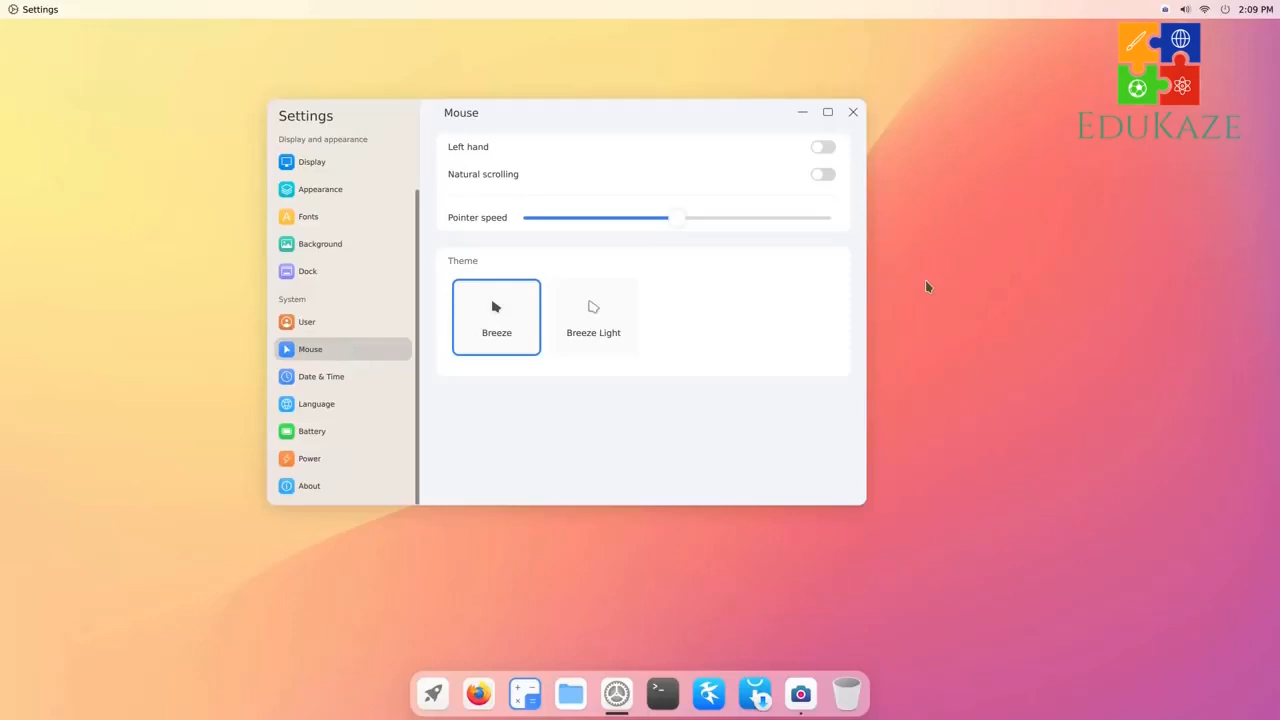 Settings
2:09 PM
EDUKAZE
Settings
Display and appearance
Display
Appearance
Fonts
Background
Dock
System
User
Mouse
Date & Time
Language
Battery
Power
About
Mouse
Left hand
Natural scrolling
Pointer speed
Theme
Breeze
Breeze Light